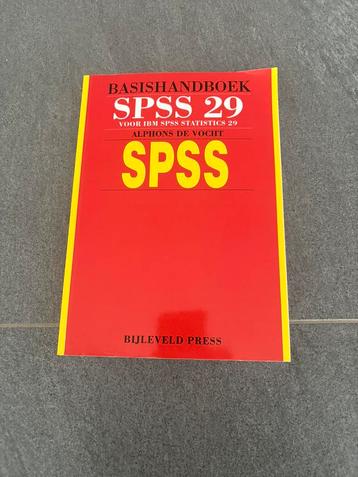 BASISHANDBOEK
SPSS 29
VOOR IBM SPSS STATISTICS 29
ALPHONS DE VOCHT
SPSS
BIJLEVELD PRESS